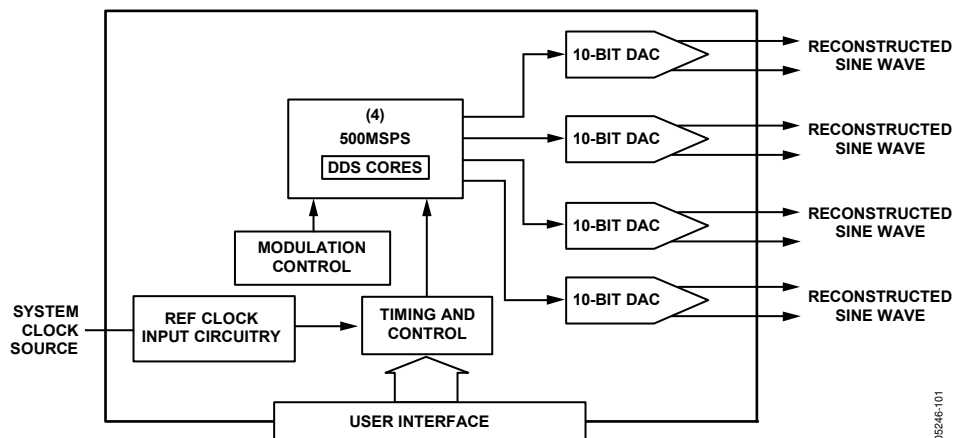 10-BIT DAC
RECONSTRUCTED
SINE WAVE
(4)
500MSPS
DDS CORES
10-BIT DAC
RECONSTRUCTED
SINE WAVE
10-BIT DAC
RECONSTRUCTED
SINE WAVE
MODULATION
CONTROL
10-BIT DAC
RECONSTRUCTED
SINE WAVE
SYSTEM
CLOCK
SOURCE
REF CLOCK
INPUT CIRCUITRY
TIMING AND
CONTROL
USER INTERFACE
05246-101